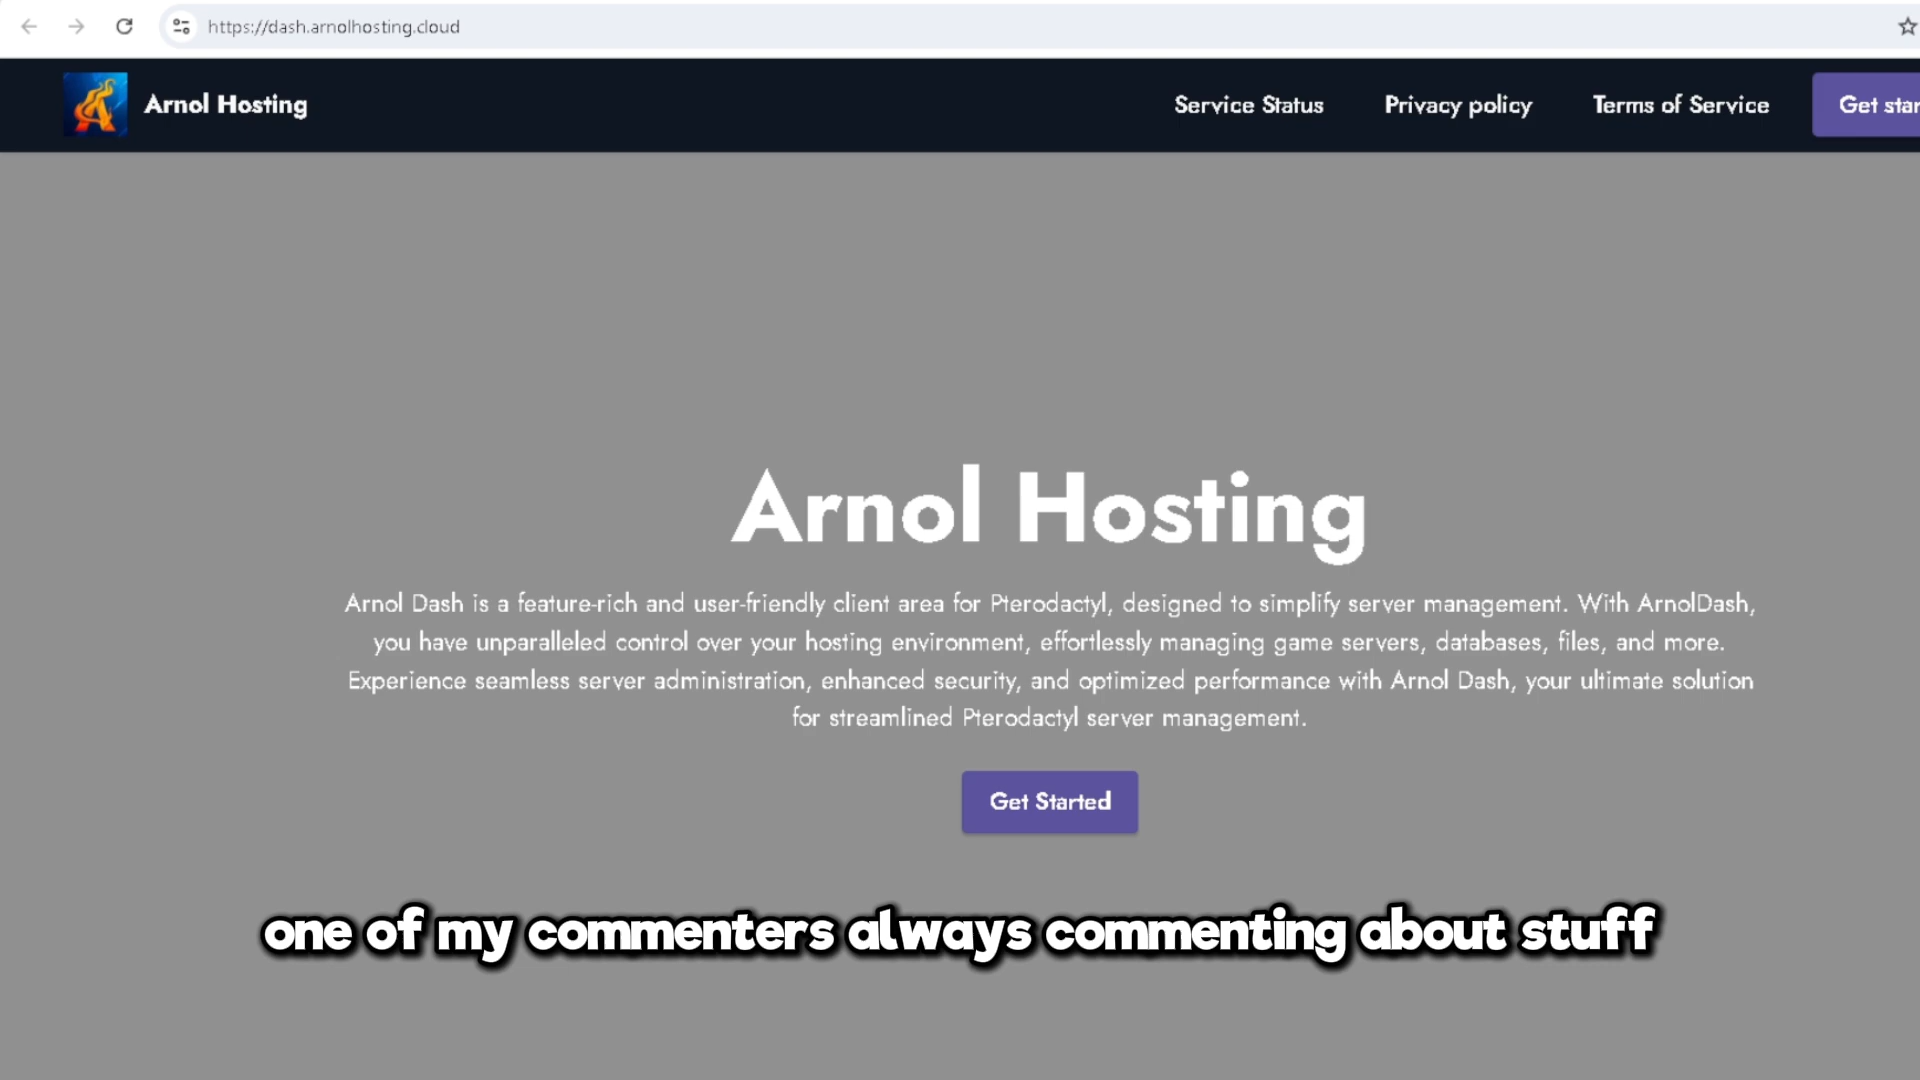 https://dash.arnolhosting.cloud
Arnol Hosting
Service Status
Privacy policy
Terms of Service
Get star
Arnol Hosting
Arnol Dash is a feature-rich and user-friendly client area for Pterodactyl, designed to simplify server management. With ArnolDash,
you have unparalleled control over your hosting environment, effortlessly managing game servers, databases, files, and more.
Experience seamless server administration, enhanced security, and optimized performance with Arnol Dash, your ultimate solution
for streamlined Pterodactyl server management.
Get Started
one of my commenters always commenting about stuff